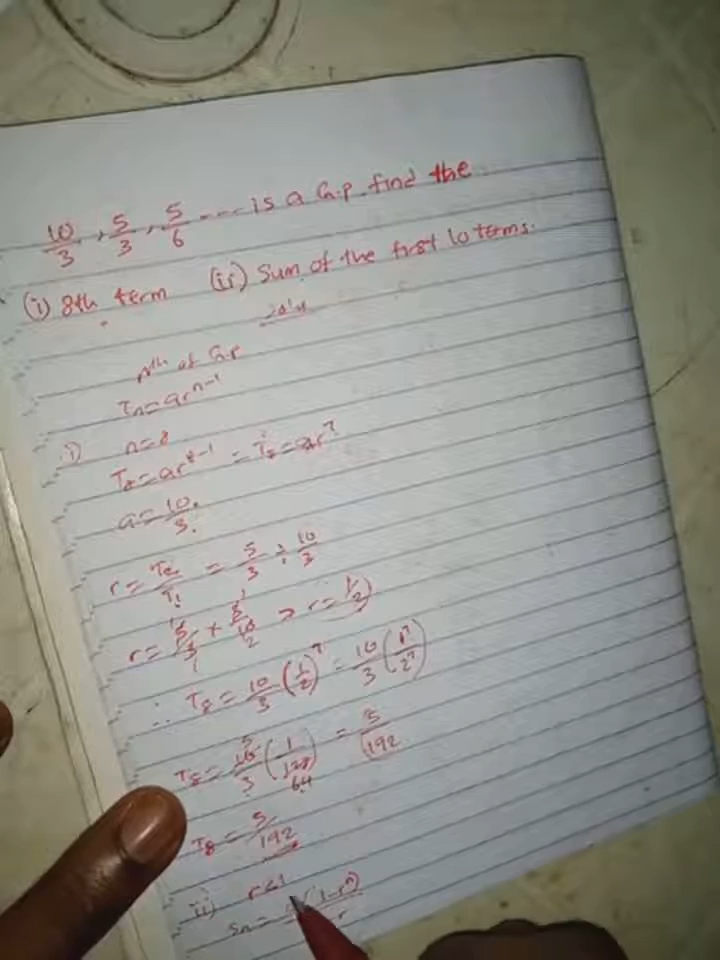 10/3, 5/3, 5/6 --- is a G.p. find the
(i) 8th term (ii) Sum of the first 10 terms.
Nth of G.p
Tn = ar^n-1
i) n = 8
T8 = ar^8-1 = T8 = ar^7
a = 10/3
r = T2/T1 = 5/3 ÷ 10/3
r = 5/3 × 3/10 > r = 1/2
∴ T8 = 10/3 (1/2)^7 = 10/3 (1^7/2^7)
T8 = 10/3 (1/128) = 5/192
T8 = 5/192
ii) r<1
Sn = (1-r^n) / r